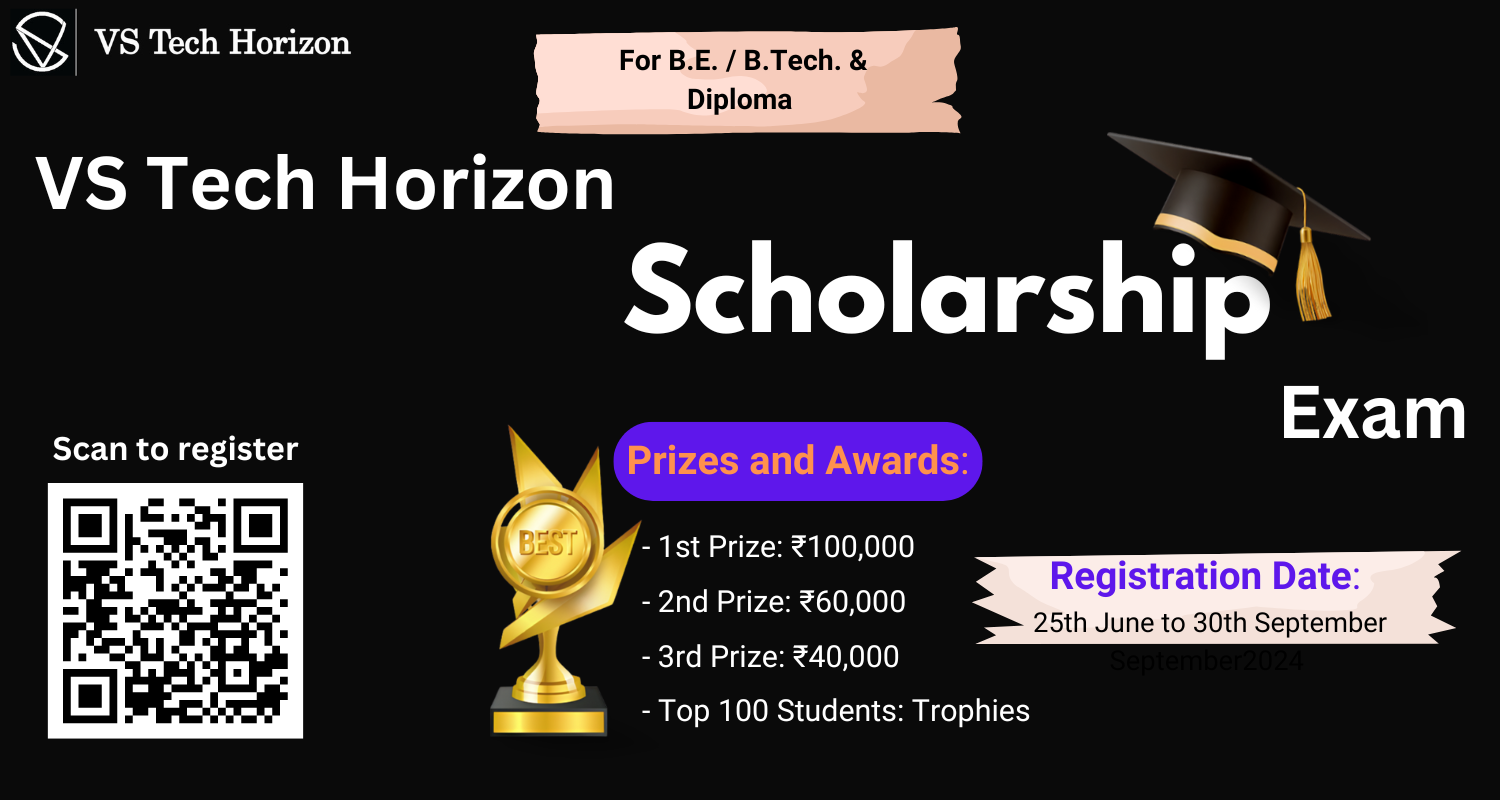 VS Tech Horizon
For B.E. / B.Tech. &
Diploma
VS Tech Horizon
Scholarship
Exam
Scan to register
BEST
Prizes and Awards:
- 1st Prize: ₹100,000
- 2nd Prize: ₹60,000
- 3rd Prize: ₹40,000
- Top 100 Students: Trophies
Registration Date:
25th June to 30th September
September2024